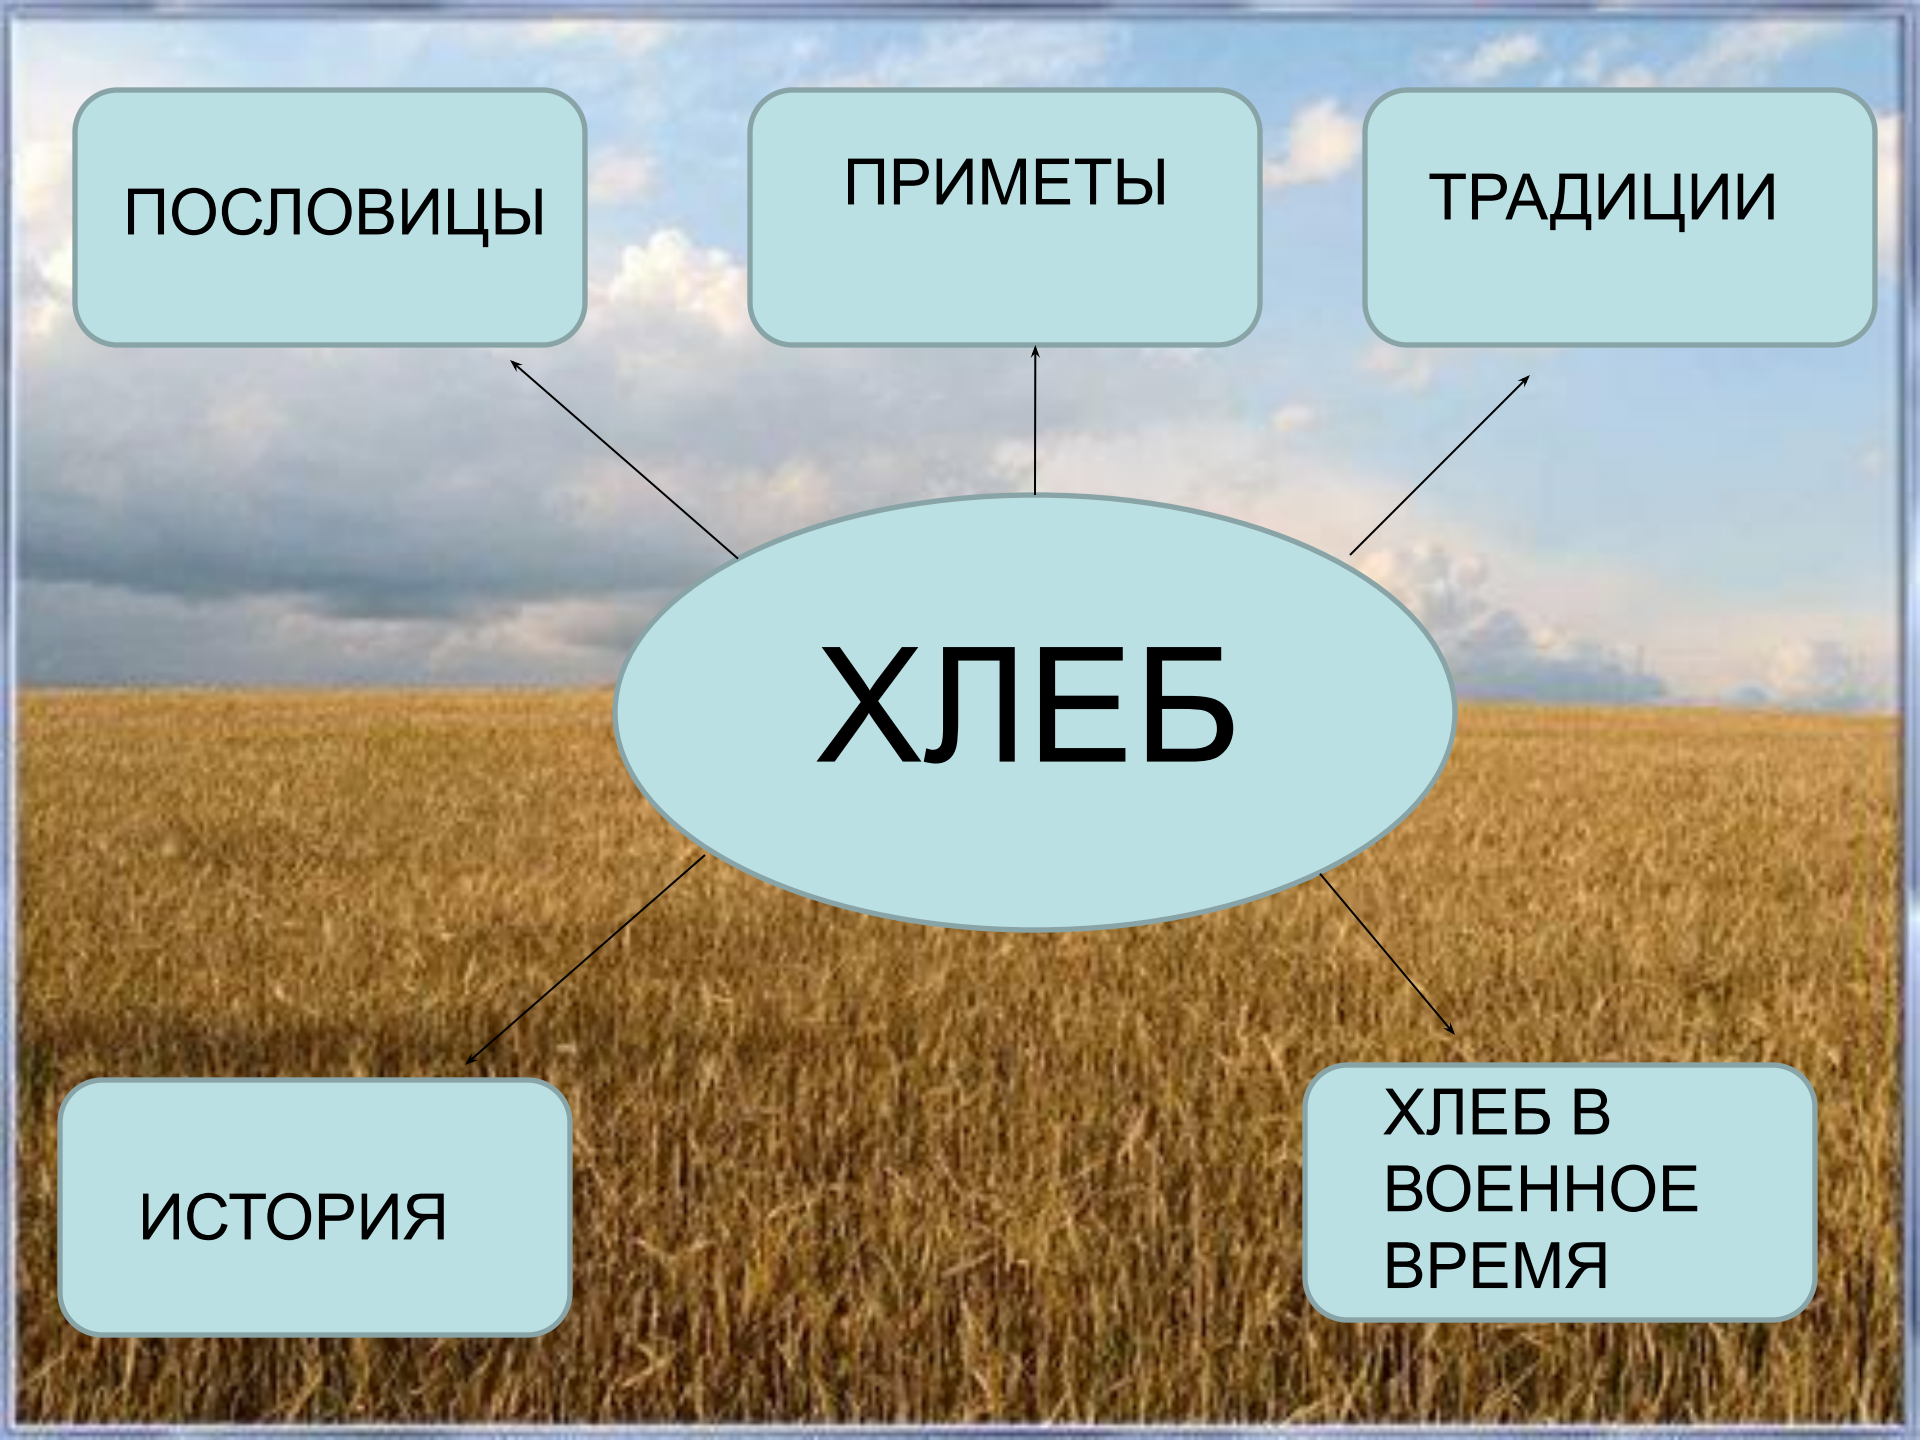 ПОСЛОВИЦЫ
ПРИМЕТЫ
ТРАДИЦИИ
ХЛЕБ
ИСТОРИЯ
ХЛЕБ В
ВОЕННОЕ
ВРЕМЯ